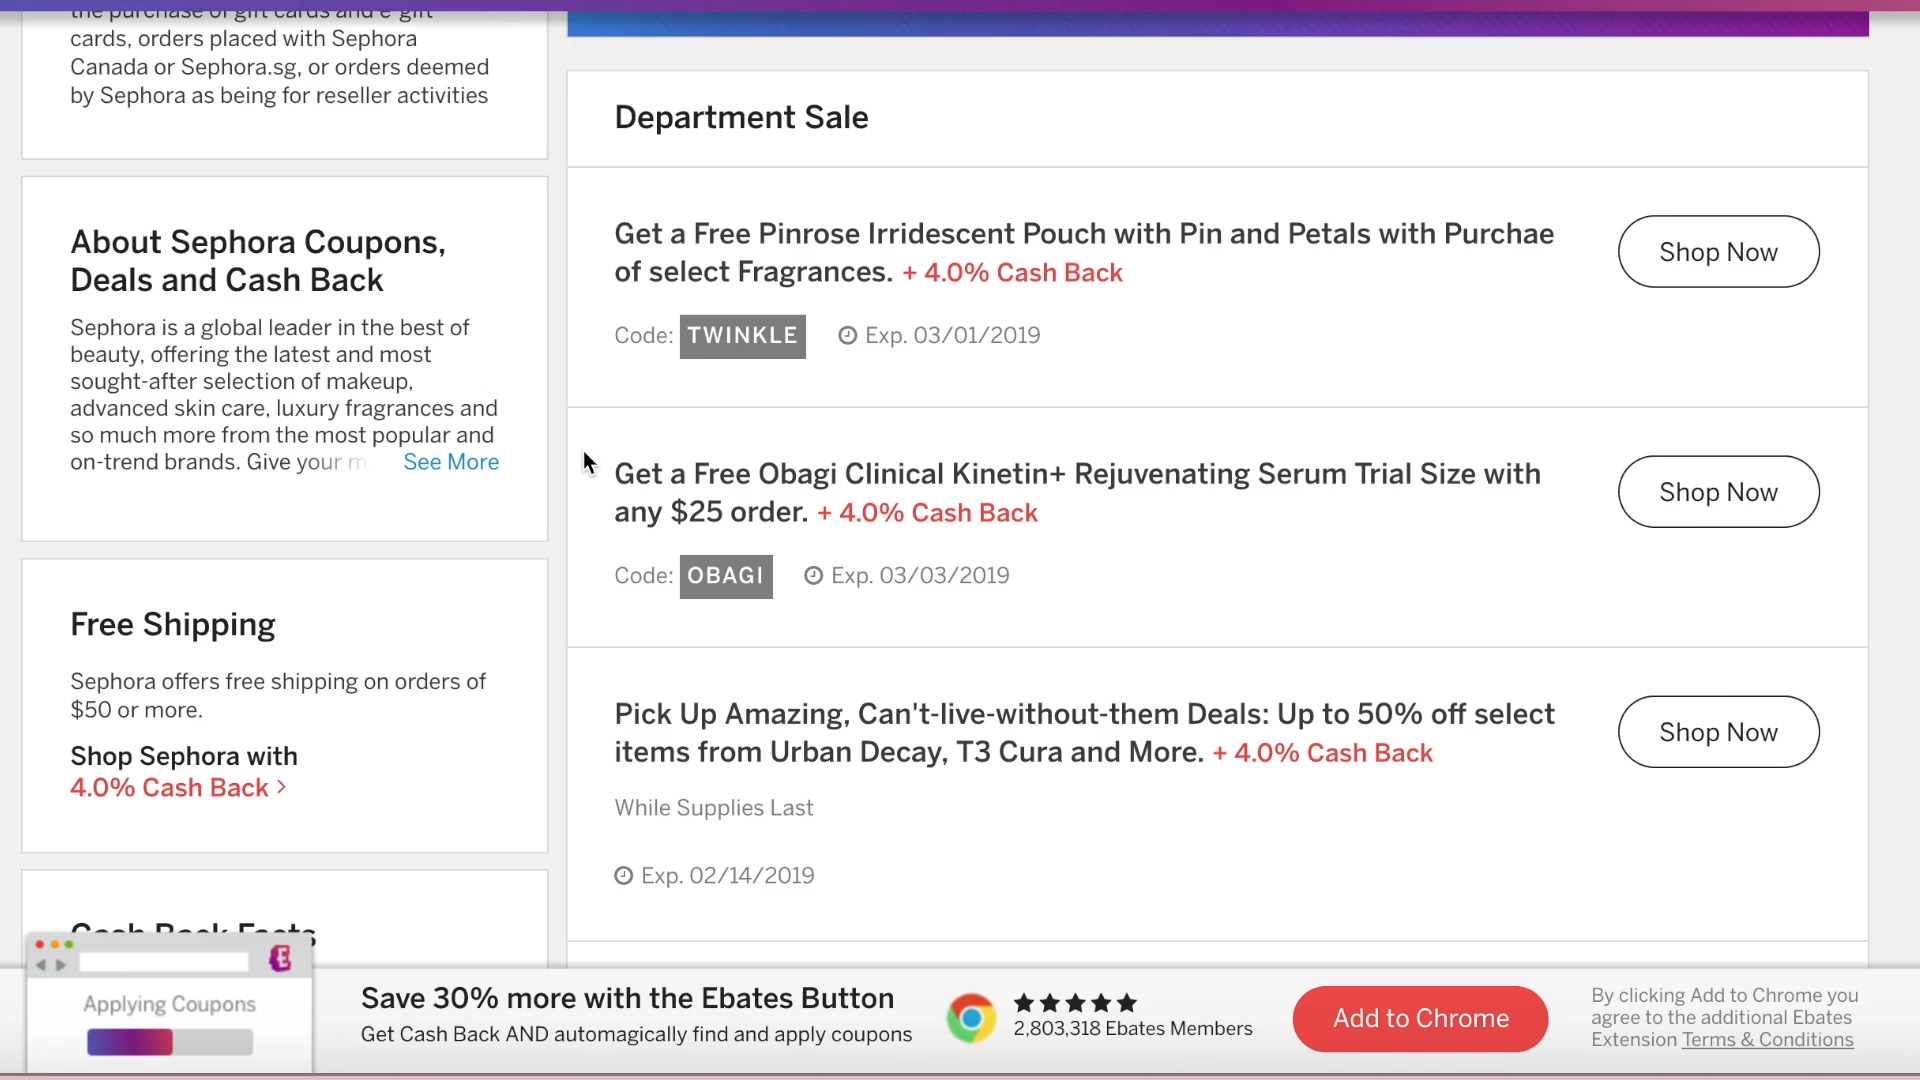 the purchase of gift cards and e-gift
cards, orders placed with Sephora
Canada or Sephora.sg, or orders deemed
by Sephora as being for reseller activities
About Sephora Coupons,
Deals and Cash Back
Sephora is a global leader in the best of
beauty, offering the latest and most
sought-after selection of makeup,
advanced skin care, luxury fragrances and
so much more from the most popular and
on-trend brands. Give your m See More
Free Shipping
Sephora offers free shipping on orders of
$50 or more.
Shop Sephora with
4.0% Cash Back >
Cash Back Facts
Department Sale
Get a Free Pinrose Irridescent Pouch with Pin and Petals with Purchae
of select Fragrances. + 4.0% Cash Back
Shop Now
Code: TWINKLE Exp. 03/01/2019
Get a Free Obagi Clinical Kinetin+ Rejuvenating Serum Trial Size with
any $25 order. + 4.0% Cash Back
Shop Now
Code: OBAGI Exp. 03/03/2019
Pick Up Amazing, Can't-live-without-them Deals: Up to 50% off select
items from Urban Decay, T3 Cura and More. + 4.0% Cash Back
Shop Now
While Supplies Last
Exp. 02/14/2019
Applying Coupons
Save 30% more with the Ebates Button
Get Cash Back AND automagically find and apply coupons
2,803,318 Ebates Members
Add to Chrome
By clicking Add to Chrome you
agree to the additional Ebates
Extension Terms & Conditions